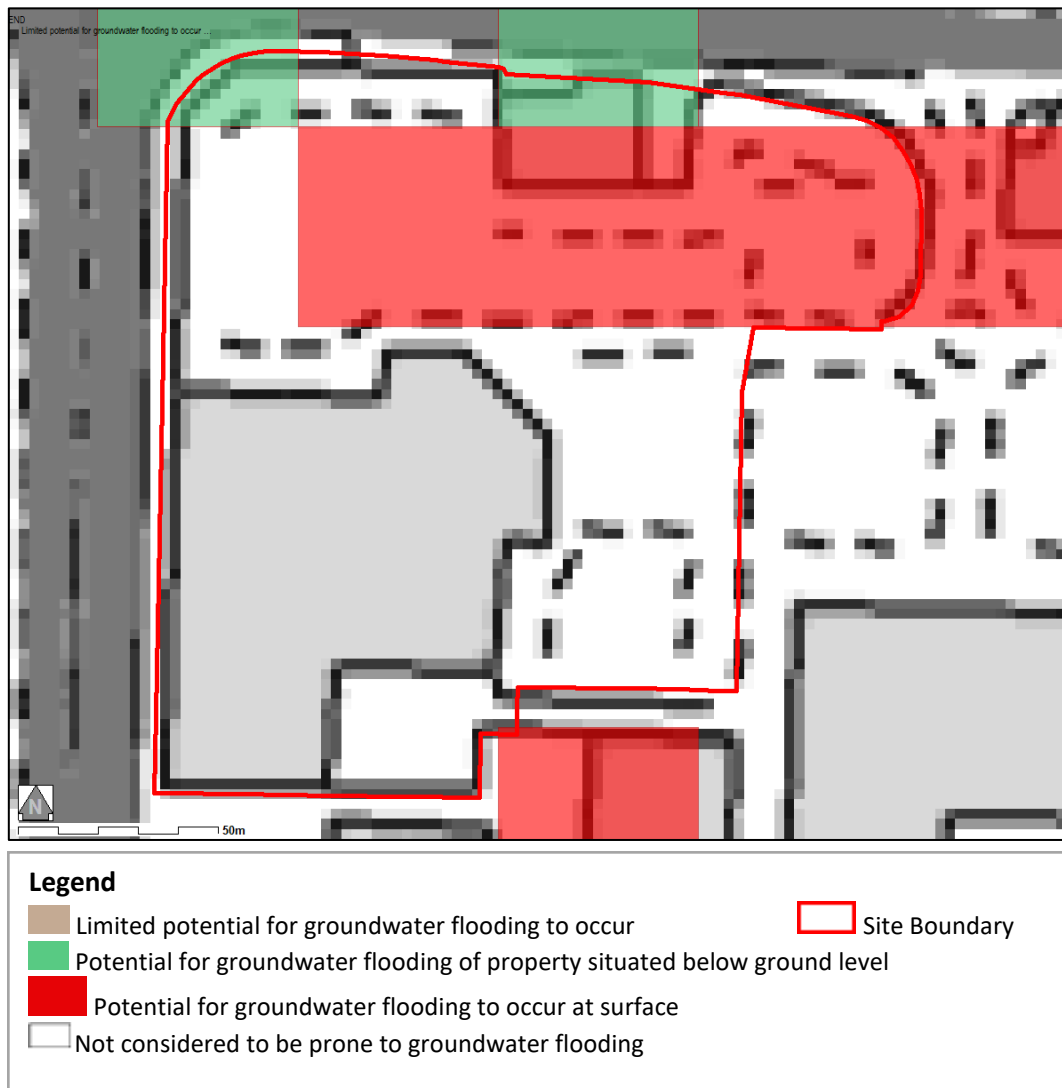 END
Limited potential for groundwater flooding to occur ...
N
50m
Legend
Limited potential for groundwater flooding to occur
Site Boundary
Potential for groundwater flooding of property situated below ground level
Potential for groundwater flooding to occur at surface
Not considered to be prone to groundwater flooding